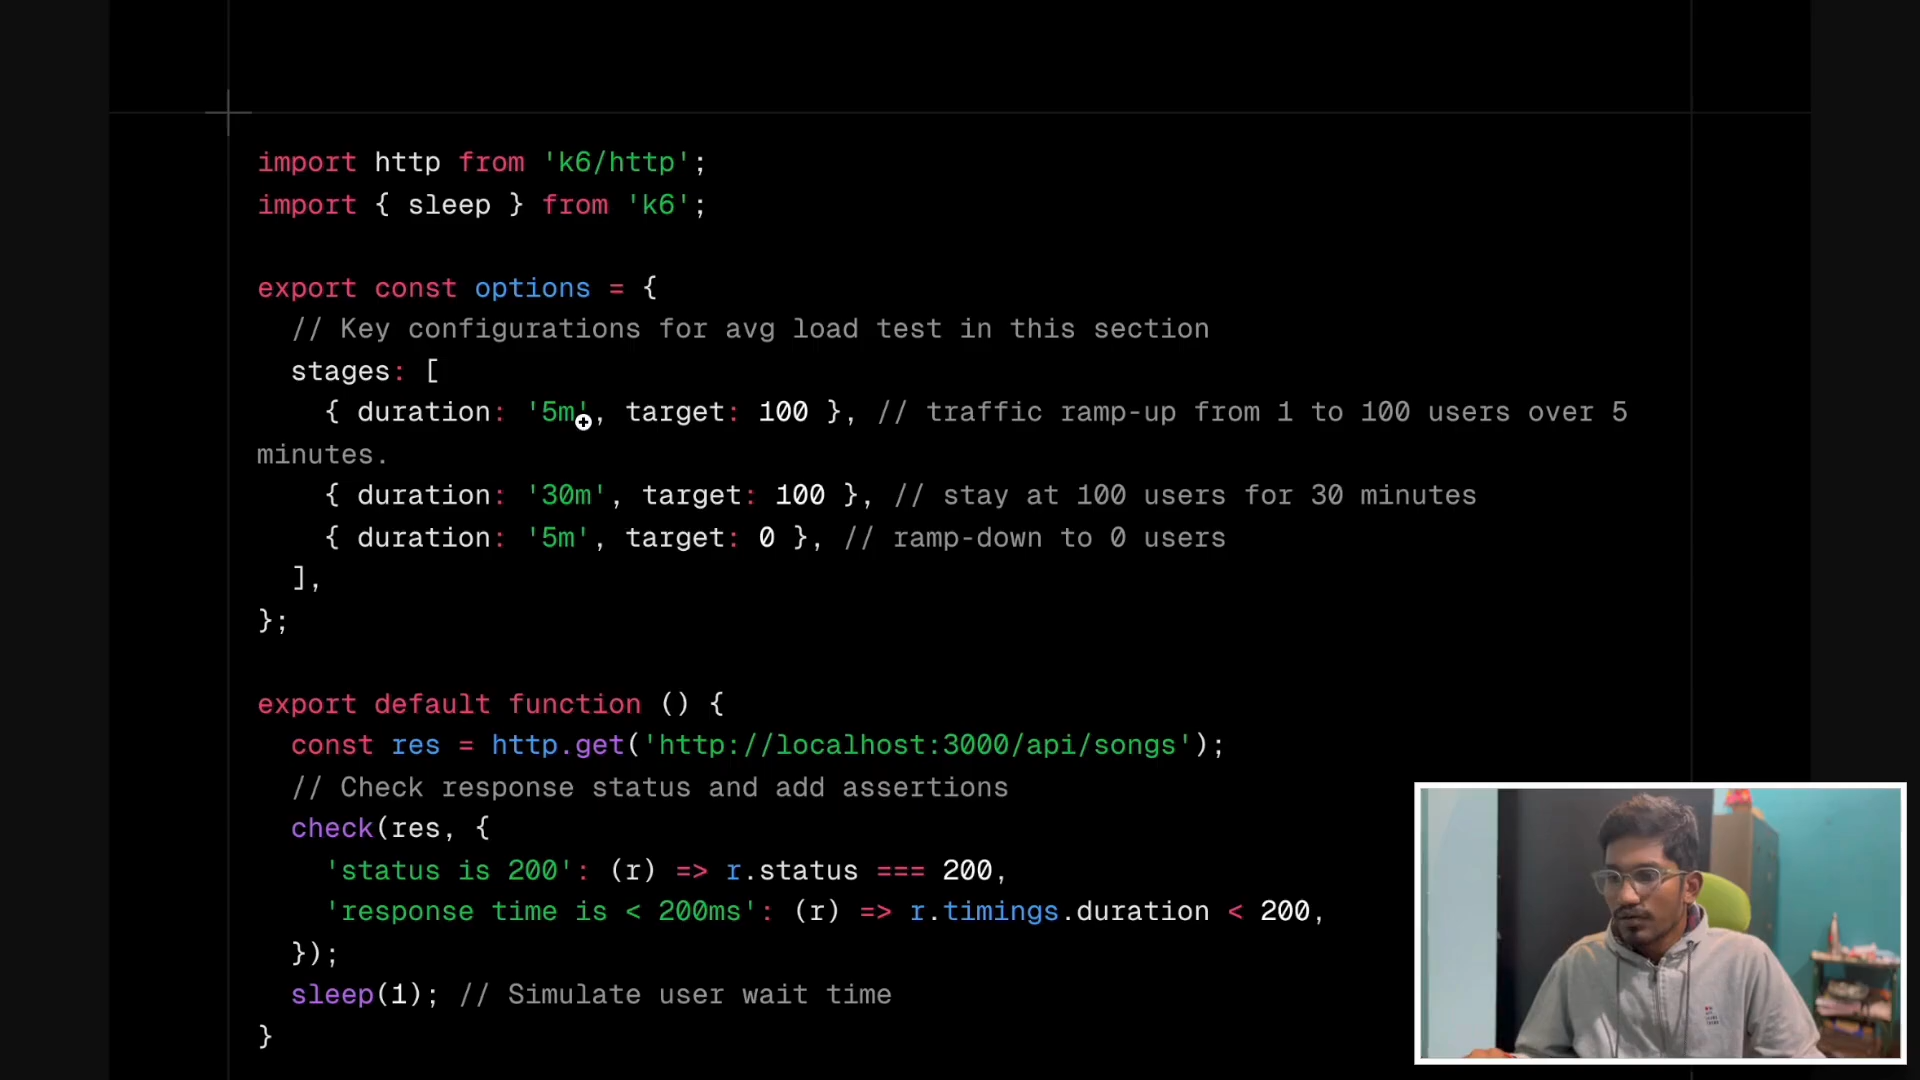 import http from 'k6/http';
import { sleep } from 'k6';
export const options = {
// Key configurations for avg load test in this section
stages: [
{ duration: '5m', target: 100 }, // traffic ramp-up from 1 to 100 users over 5
minutes.
{ duration: '30m', target: 100 }, // stay at 100 users for 30 minutes
{ duration: '5m', target: 0 }, // ramp-down to 0 users
],
};
export default function () {
const res = http.get('http://localhost:3000/api/songs');
// Check response status and add assertions
check(res, {
'status is 200': (r) => r.status === 200,
'response time is < 200ms': (r) => r.timings.duration < 200,
});
sleep(1); // Simulate user wait time
}